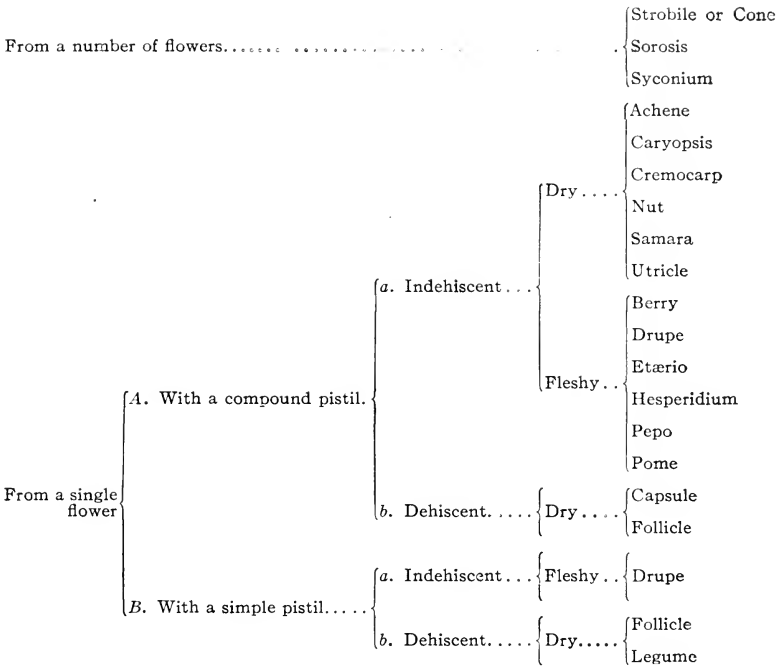 Strobile or Cone
From a number of flowers..... Sorosis
Syconium
Achene
Caryopsis
Cremocarp
Dry....
Nut
Samara
Utricle
a. Indehiscent...
Berry
Drupe
Etærio
Fleshy..
A. With a compound pistil.
Hesperidium
Pepo
Pome
From a single
flower
b. Dehiscent..... Dry.... Capsule
Follicle
a. Indehiscent... Fleshy.. Drupe
B. With a simple pistil.....
Follicle
b. Dehiscent..... Dry.....
Legume